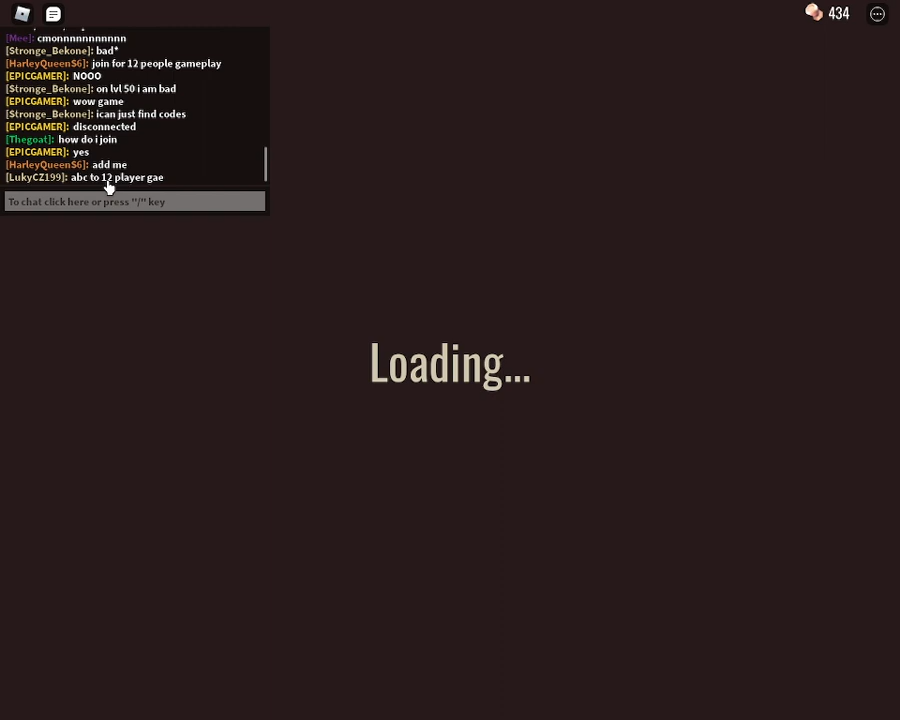 434
[Mee]: cmonnnnnnnnnnn
[Stronge_Bekone]: bad*
[HarleyQueenS6]: join for 12 people gameplay
[EPICGAMER]: NOOO
[Stronge_Bekone]: on lvl 50 i am bad
[EPICGAMER]: wow game
[Stronge_Bekone]: ican just find codes
[EPICGAMER]: disconnected
[Thegoat]: how do i join
[EPICGAMER]: yes
[HarleyQueenS6]: add me
[LukyCZ199]: abc to 12 player gae
To chat click here or press "/" key
Loading...